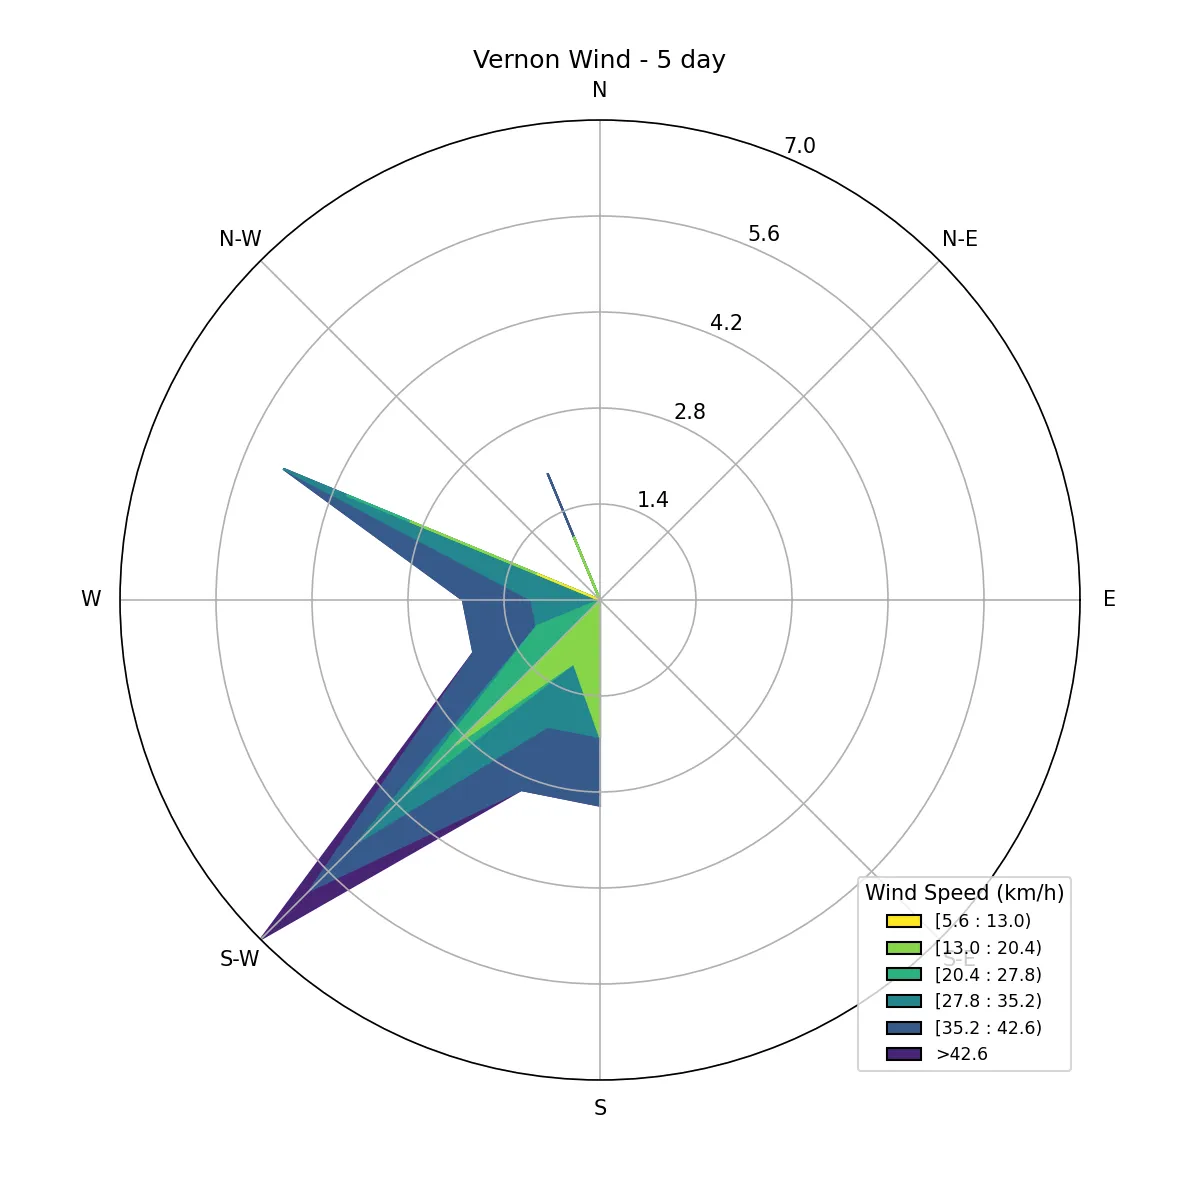 Vernon Wind - 5 day
N
7.0
N-W
5.6
N-E
4.2
2.8
1.4
W
E
S-W
S-E
S
Wind Speed (km/h)
[5.6 : 13.0)
[13.0 : 20.4)
[20.4 : 27.8)
[27.8 : 35.2)
[35.2 : 42.6)
>42.6